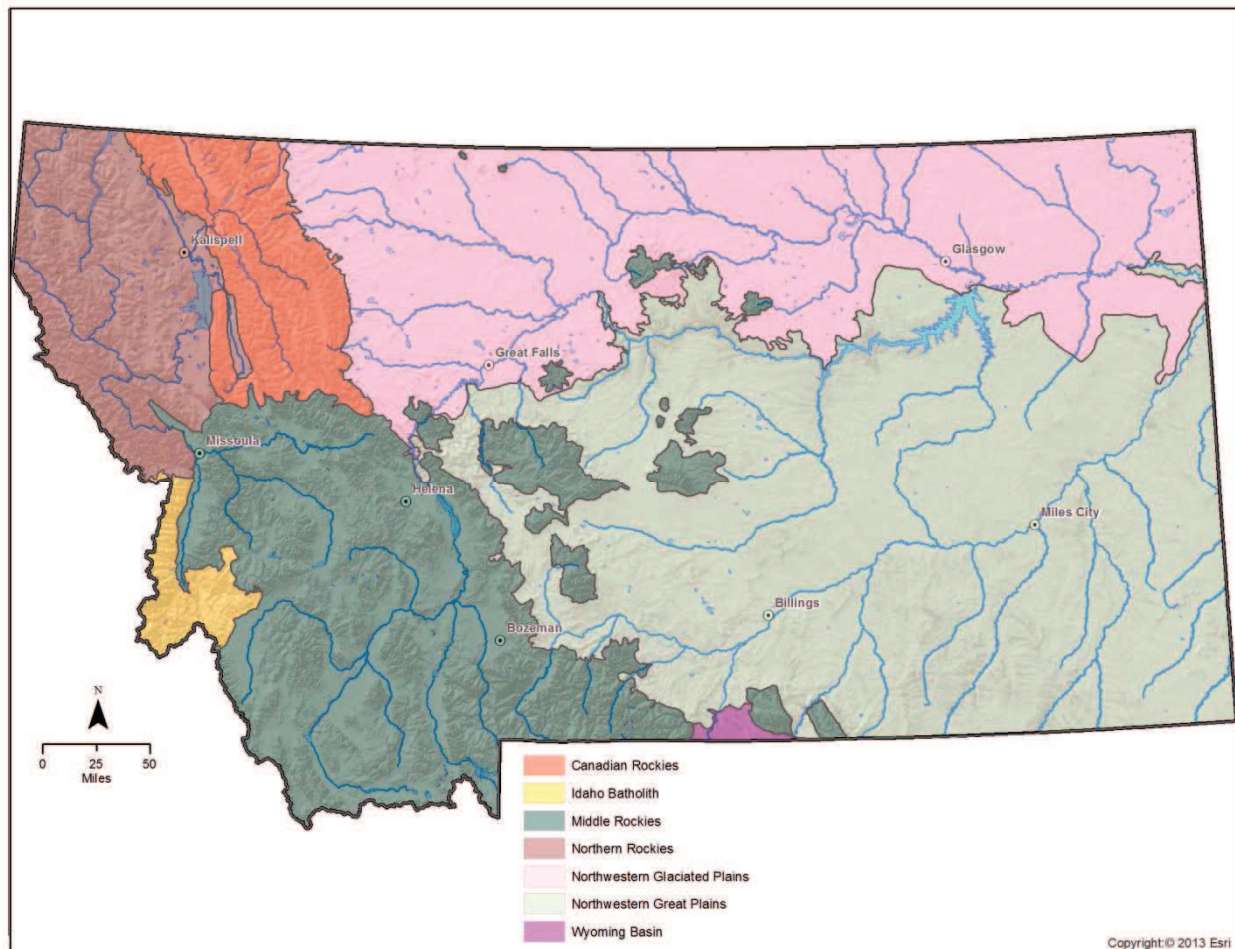 Kalispell
Glasgow
Great Falls
Missoula
Helena
Miles City
Billings
Bozeman
N
0 25 50
Miles
Canadian Rockies
Idaho Batholith
Middle Rockies
Northern Rockies
Northwestern Glaciated Plains
Northwestern Great Plains
Wyoming Basin
Copyright:© 2013 Esri